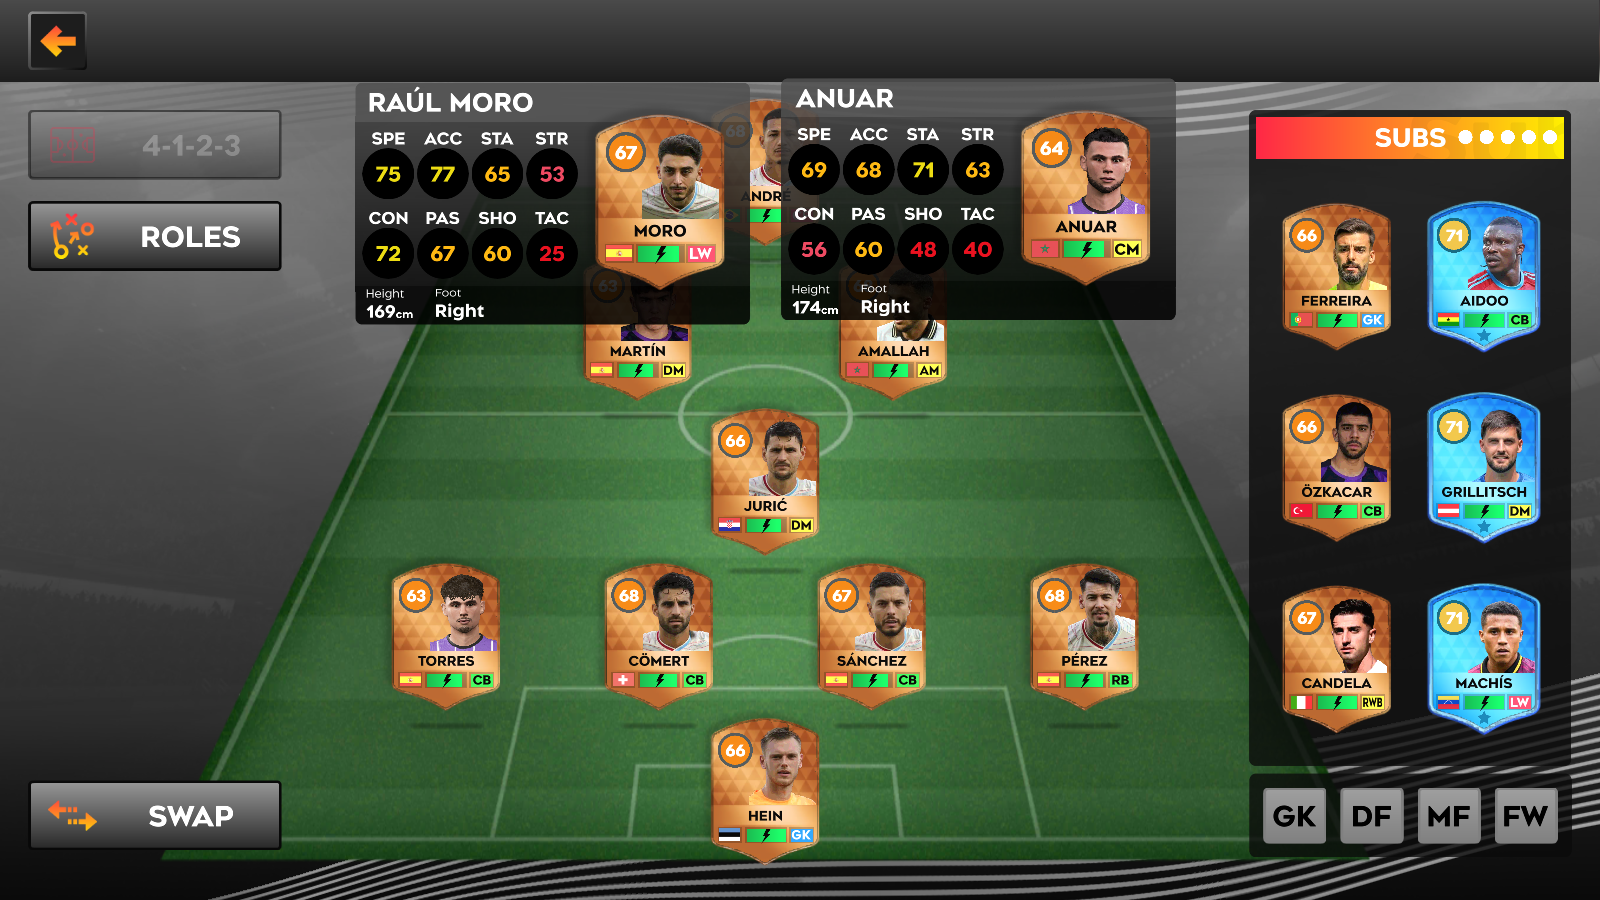 4-1-2-3
ROLES
RAÚL MORO
SPE ACC STA STR
75 77 65 53
CON PAS SHO TAC
72 67 60 25
Height Foot
169cm Right
67
MORO
LW
68
ANDRÉ
ANUAR
SPE ACC STA STR
69 68 71 63
CON PAS SHO TAC
56 60 48 40
Height Foot
174cm Right
64
ANUAR
CM
63
MARTÍN
DM
AMALLAH
AM
66
JURIĆ
DM
63
TORRES
CB
68
CÖMERT
CB
67
SÁNCHEZ
CB
68
PÉREZ
RB
66
HEIN
GK
SWAP
SUBS
66
FERREIRA
GK
71
AIDOO
CB
66
ÖZKACAR
CB
71
GRILLITSCH
DM
67
CANDELA
RWB
71
MACHÍS
LW
GK DF MF FW